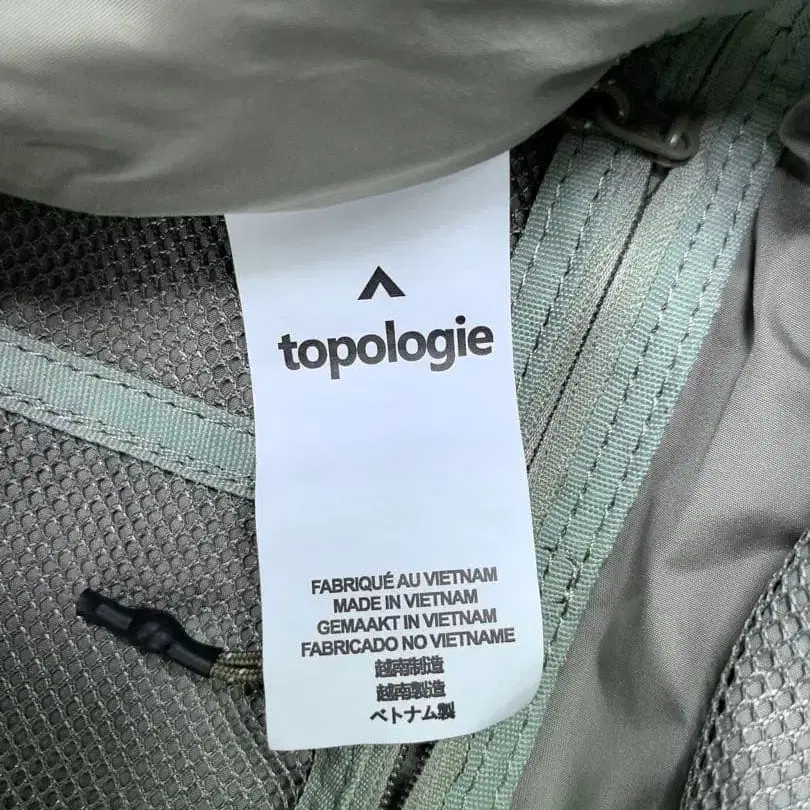 topologie
FABRIQUÉ AU VIETNAM
MADE IN VIETNAM
GEMAAKT IN VIETNAM
FABRICADO NO VIETNAME
越南制造
越南製造
ベトナム製